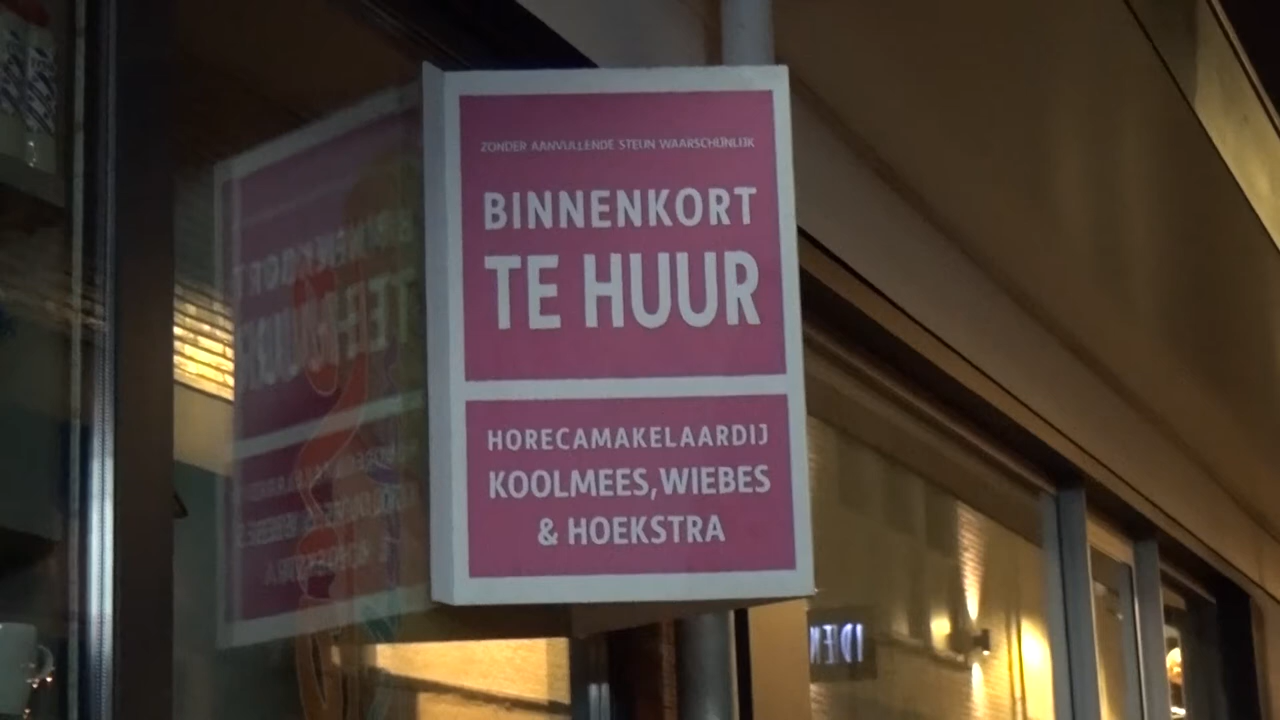 ZONDER AANVULLENDE STEUN WAARSCHIJNLIJK
BINNENKORT
TE HUUR
HORECAMAKELAARDIJ
KOOLMEES, WIEBES
& HOEKSTRA